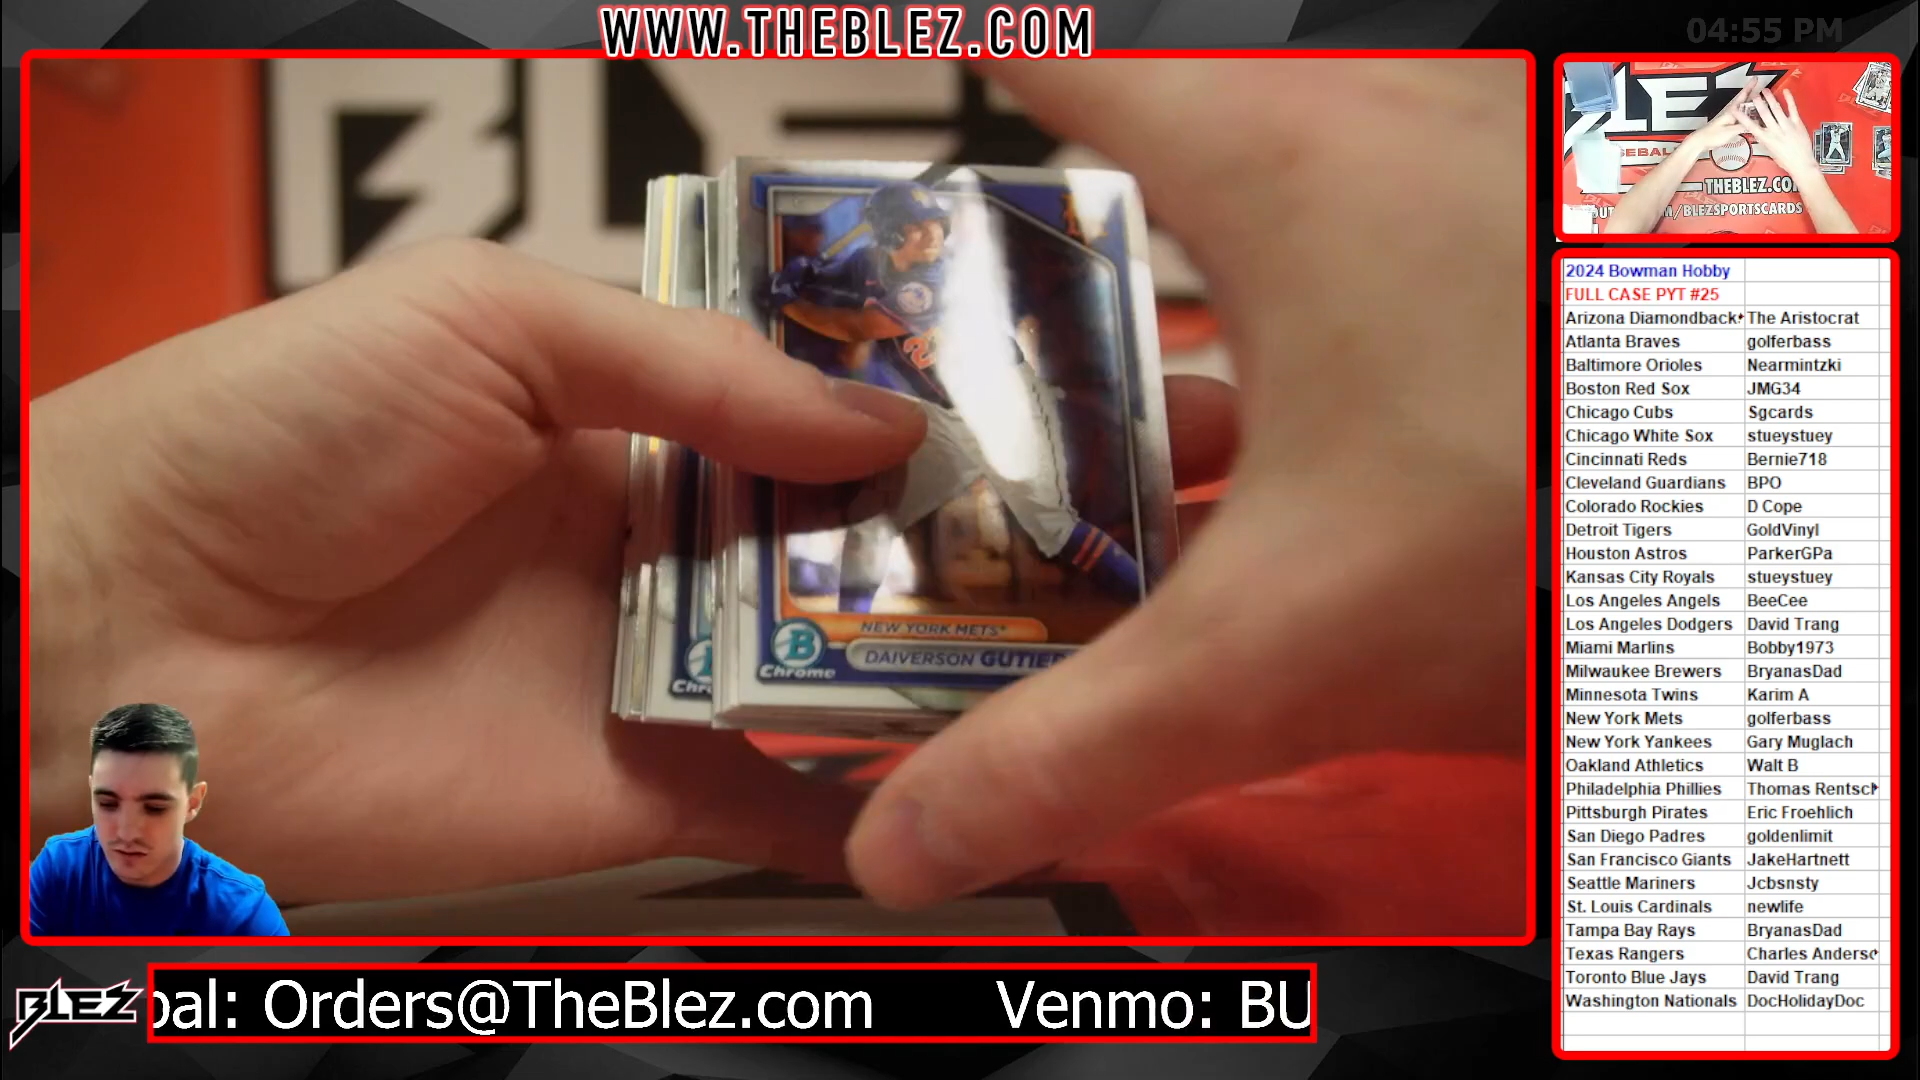 WWW.THEBLEZ.COM
04:55 PM
BLEZ
NEW YORK METS
DAIVERSON GUTIER
B
Chrome
BLEZ
THEBLEZ.CO
/BLEZSPORTSCARDS
2024 Bowman Hobby
FULL CASE PYT #25
Arizona Diamondback The Aristocrat
Atlanta Braves golferbass
Baltimore Orioles Nearmintzki
Boston Red Sox JMG34
Chicago Cubs Sgcards
Chicago White Sox stueystuey
Cincinnati Reds Bernie718
Cleveland Guardians BPO
Colorado Rockies D Cope
Detroit Tigers GoldVinyl
Houston Astros ParkerGPa
Kansas City Royals stueystuey
Los Angeles Angels BeeCee
Los Angeles Dodgers David Trang
Miami Marlins Bobby1973
Milwaukee Brewers BryanasDad
Minnesota Twins Karim A
New York Mets golferbass
New York Yankees Gary Muglach
Oakland Athletics Walt B
Philadelphia Phillies Thomas Rentscl
Pittsburgh Pirates Eric Froehlich
San Diego Padres goldenlimit
San Francisco Giants JakeHartnett
Seattle Mariners Jcbsnsty
St. Louis Cardinals newlife
Tampa Bay Rays BryanasDad
Texas Rangers Charles Anderso
Toronto Blue Jays David Trang
Washington Nationals DocHolidayDoc
BLEZ
pal: Orders@TheBlez.com Venmo: BU